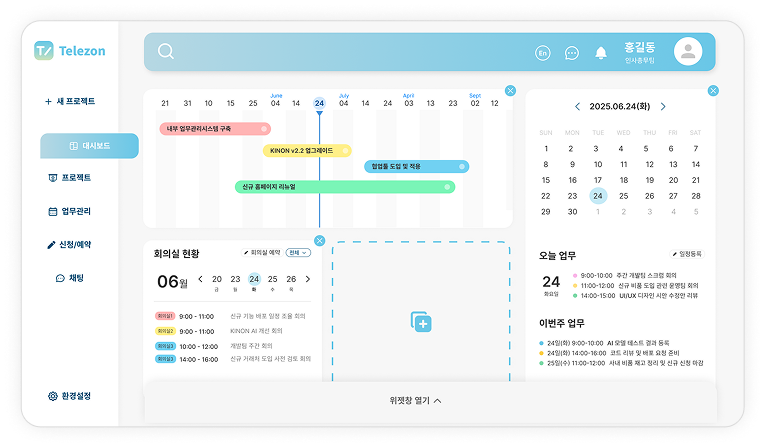 Telezon
En
홍길동
인사총무팀
+ 새 프로젝트
대시보드
프로젝트
업무관리
신청/예약
채팅
환경설정
June July April Sept
21 31 10 15 25 04 14 24 04 14 24 03 13 23 02 12
내부 업무관리시스템 구축
KINON v2.2 업그레이드
협업툴 도입 및 적용
신규 홈페이지 리뉴얼
회의실 현황
회의실 예약
전체
06월
20 23 24 25 26
금 월 화 수 목
회의실1 9:00 - 11:00 신규 기능 배포 일정 조율 회의
회의실2 9:00 - 11:00 KINON AI 개선 회의
회의실3 10:00 - 12:00 개발팀 주간 회의
회의실3 14:00 - 16:00 신규 거래처 도입 사전 검토 회의
2025.06.24(화)
SUN MON TUE WED THU FRI SAT
1 2 3 4 5 6 7
8 9 10 11 12 13 14
15 16 17 18 19 20 21
22 23 24 25 26 27 28
29 30 1 2 3 4 5
오늘 업무
일정등록
24
화요일
9:00-10:00 주간 개발팀 스크럼 회의
11:00-12:00 신규 비품 도입 관련 운영팀 회의
14:00-15:00 UI/UX 디자인 시안 수정안 리뷰
이번주 업무
24일(화) 9:00-10:00 AI 모델 테스트 결과 등록
24일(화) 14:00-16:00 코드 리뷰 및 배포 요청 준비
25일(수) 11:00-12:00 사내 비품 재고 정리 및 신규 신청 마감
위젯창 열기